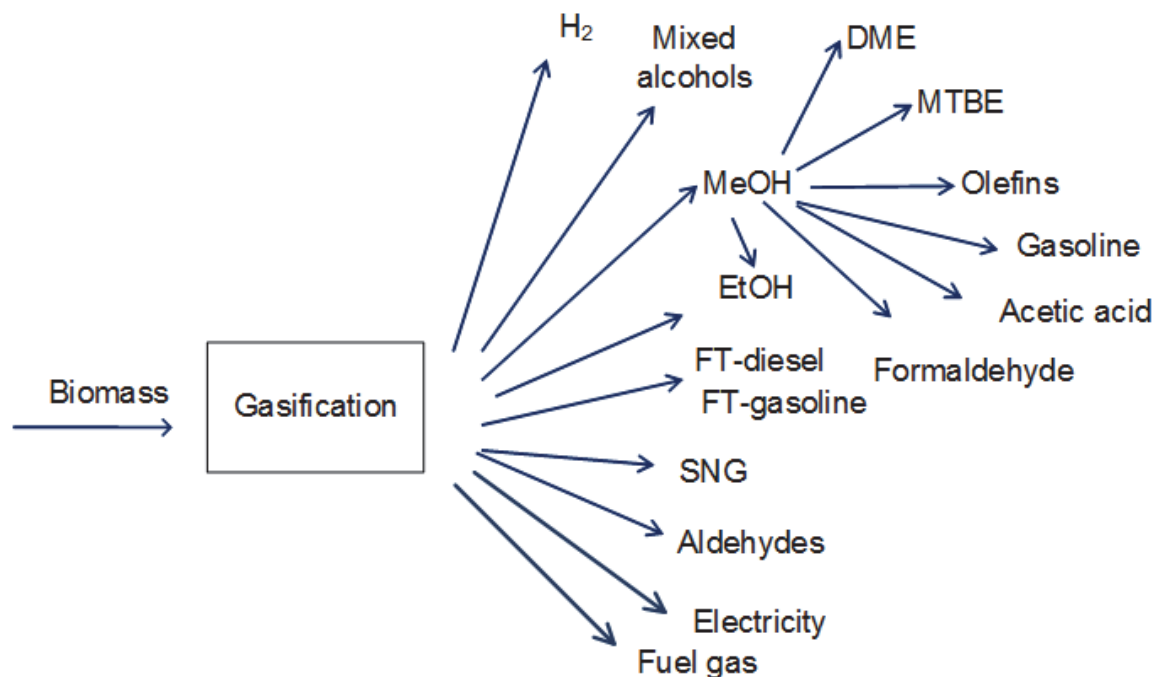 H₂
Mixed
alcohols
DME
MTBE
MeOH
Olefins
Gasoline
EtOH
Acetic acid
FT-diesel
Formaldehyde
FT-gasoline
Biomass
Gasification
SNG
Aldehydes
Electricity
Fuel gas